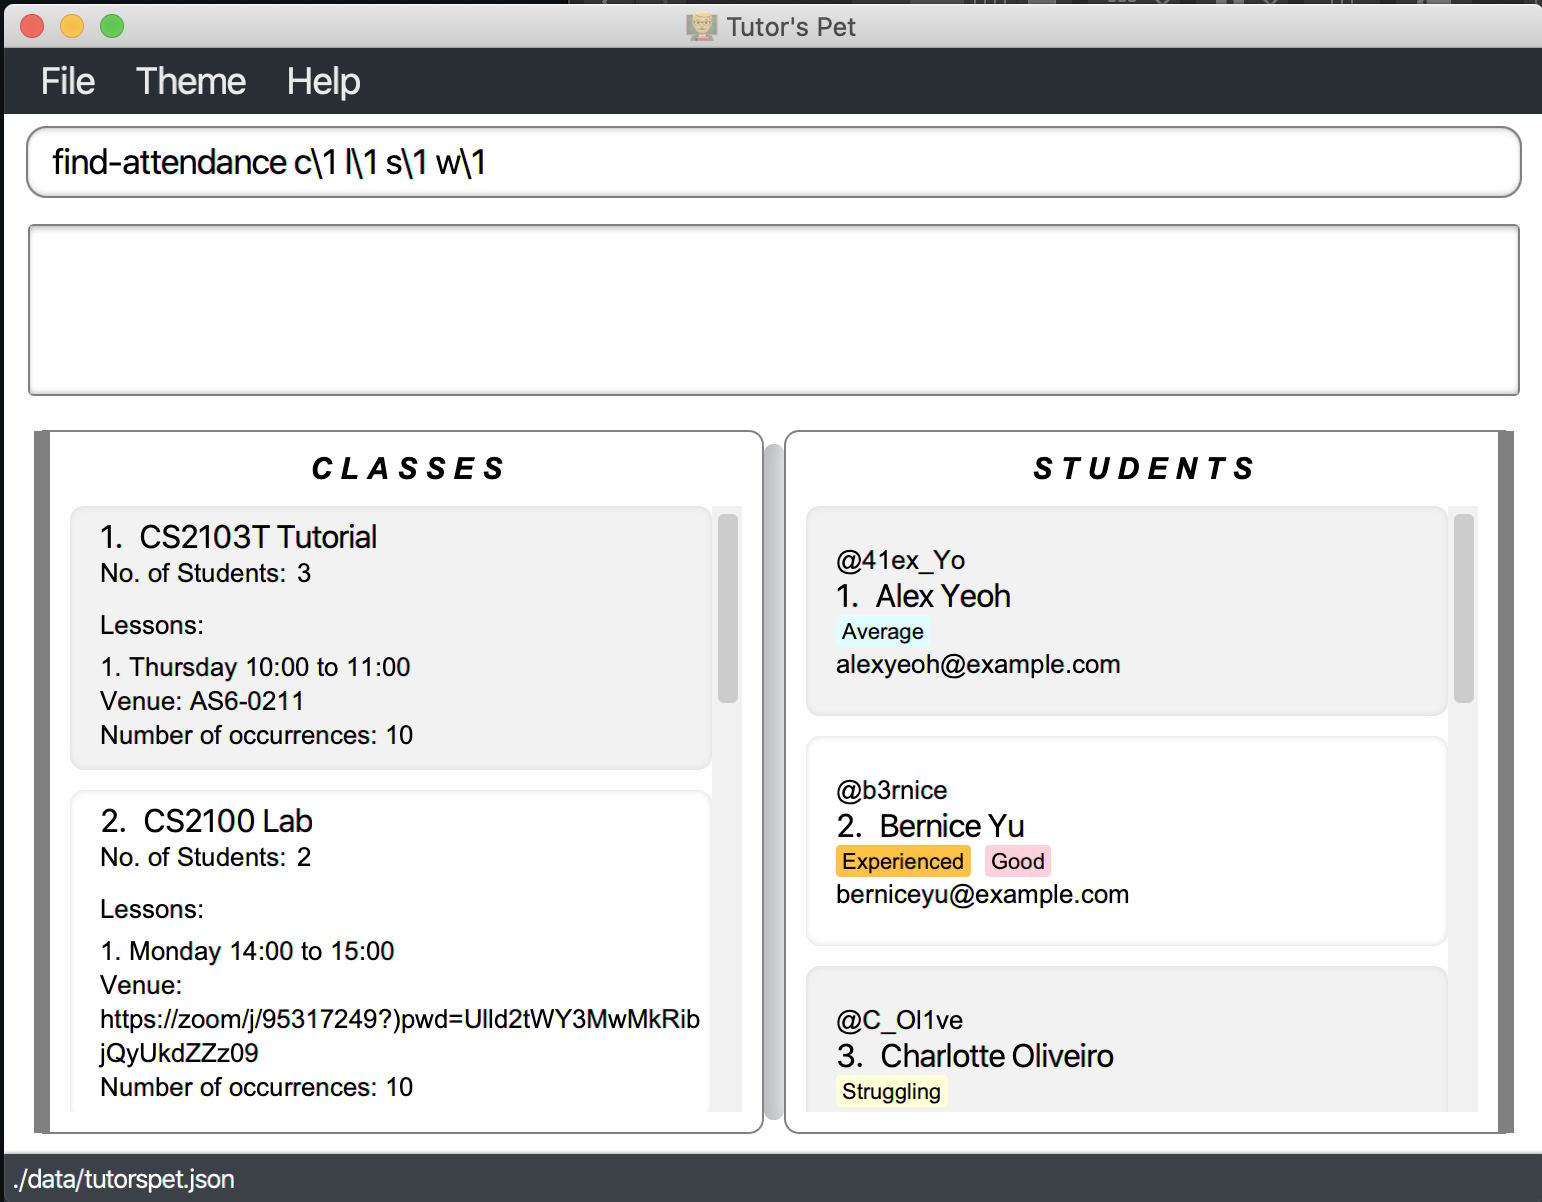 Tutor's Pet
File Theme Help
find-attendance c\1 l\1 s\1 w\1
CLASSES
1. CS2103T Tutorial
No. of Students: 3
Lessons:
1. Thursday 10:00 to 11:00
Venue: AS6-0211
Number of occurrences: 10
2. CS2100 Lab
No. of Students: 2
Lessons:
1. Monday 14:00 to 15:00
Venue:
https://zoom/j/95317249?)pwd=Ulld2tWY3MwMkRib
jQyUkdZZz09
Number of occurrences: 10
STUDENTS
@41ex_Yo
1. Alex Yeoh
Average
alexyeoh@example.com
@b3rnice
2. Bernice Yu
Experienced Good
berniceyu@example.com
@C_Ol1ve
3. Charlotte Oliveiro
Struggling
./data/tutorspet.json